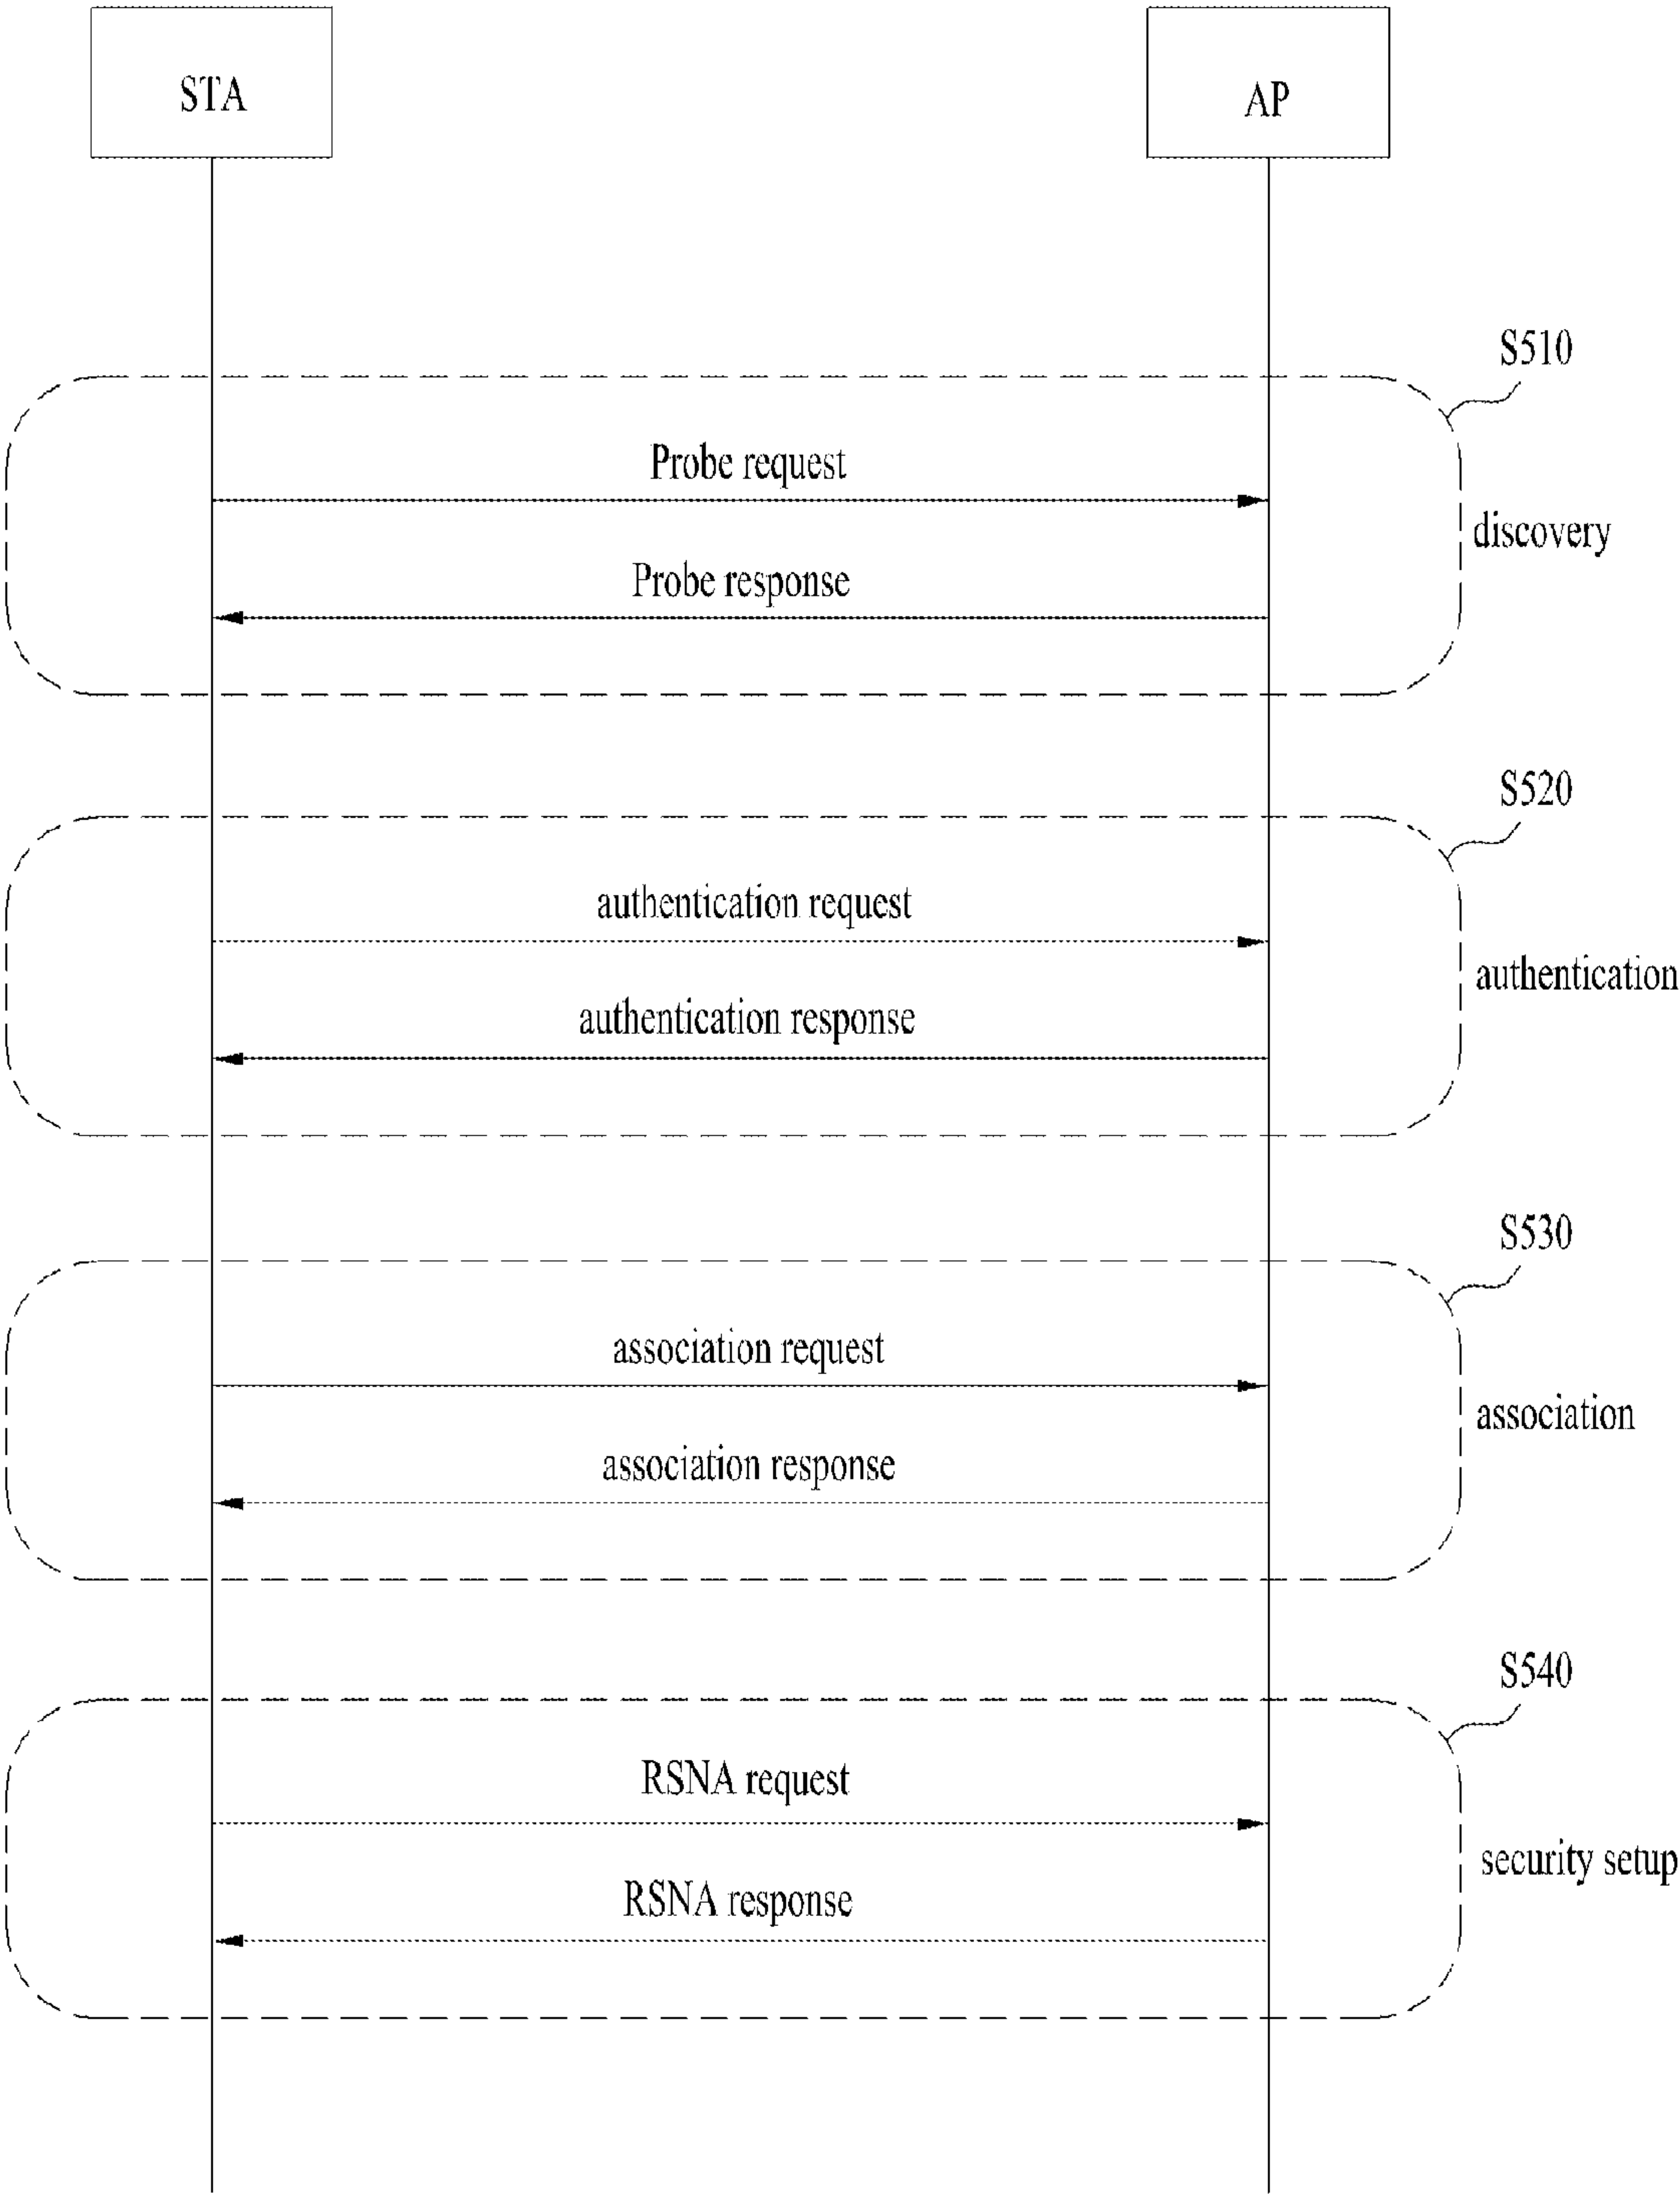 STA
AP
S510
Probe request
discovery
Probe response
S520
authentication request
authentication
authentication response
S530
association request
association
association response
S540
RSNA request
security setup
RSNA response